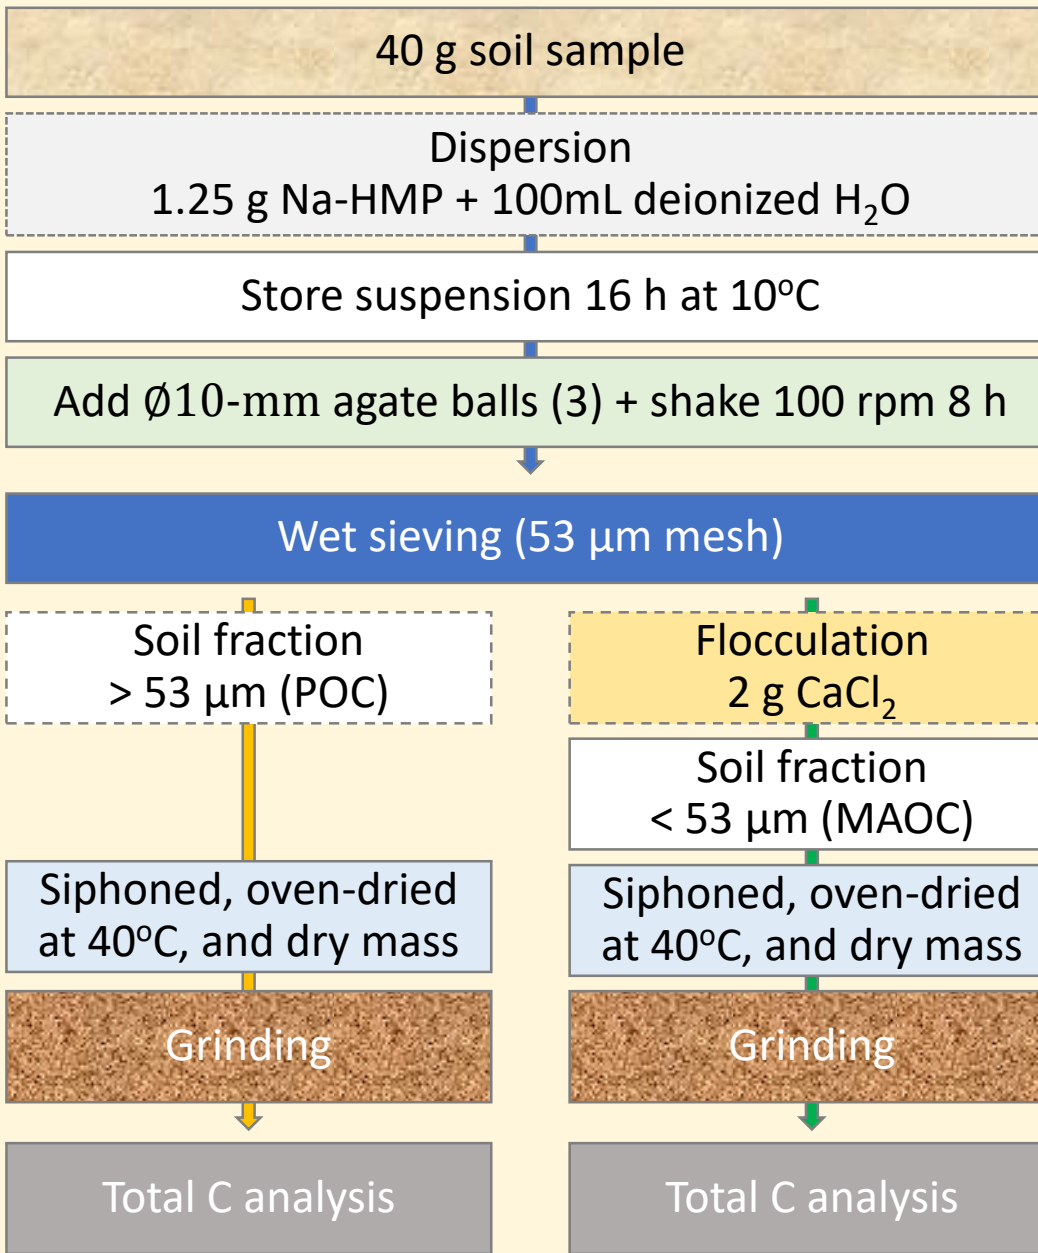 40 g soil sample
Dispersion
1.25 g Na-HMP + 100mL deionized H₂O
Store suspension 16 h at 10ºC
Add Ø10-mm agate balls (3) + shake 100 rpm 8 h
Wet sieving (53 µm mesh)
Soil fraction
> 53 µm (POC)
Siphoned, oven-dried
at 40ºC, and dry mass
Grinding
Total C analysis
Flocculation
2 g CaCl₂
Soil fraction
< 53 µm (MAOC)
Siphoned, oven-dried
at 40ºC, and dry mass
Grinding
Total C analysis